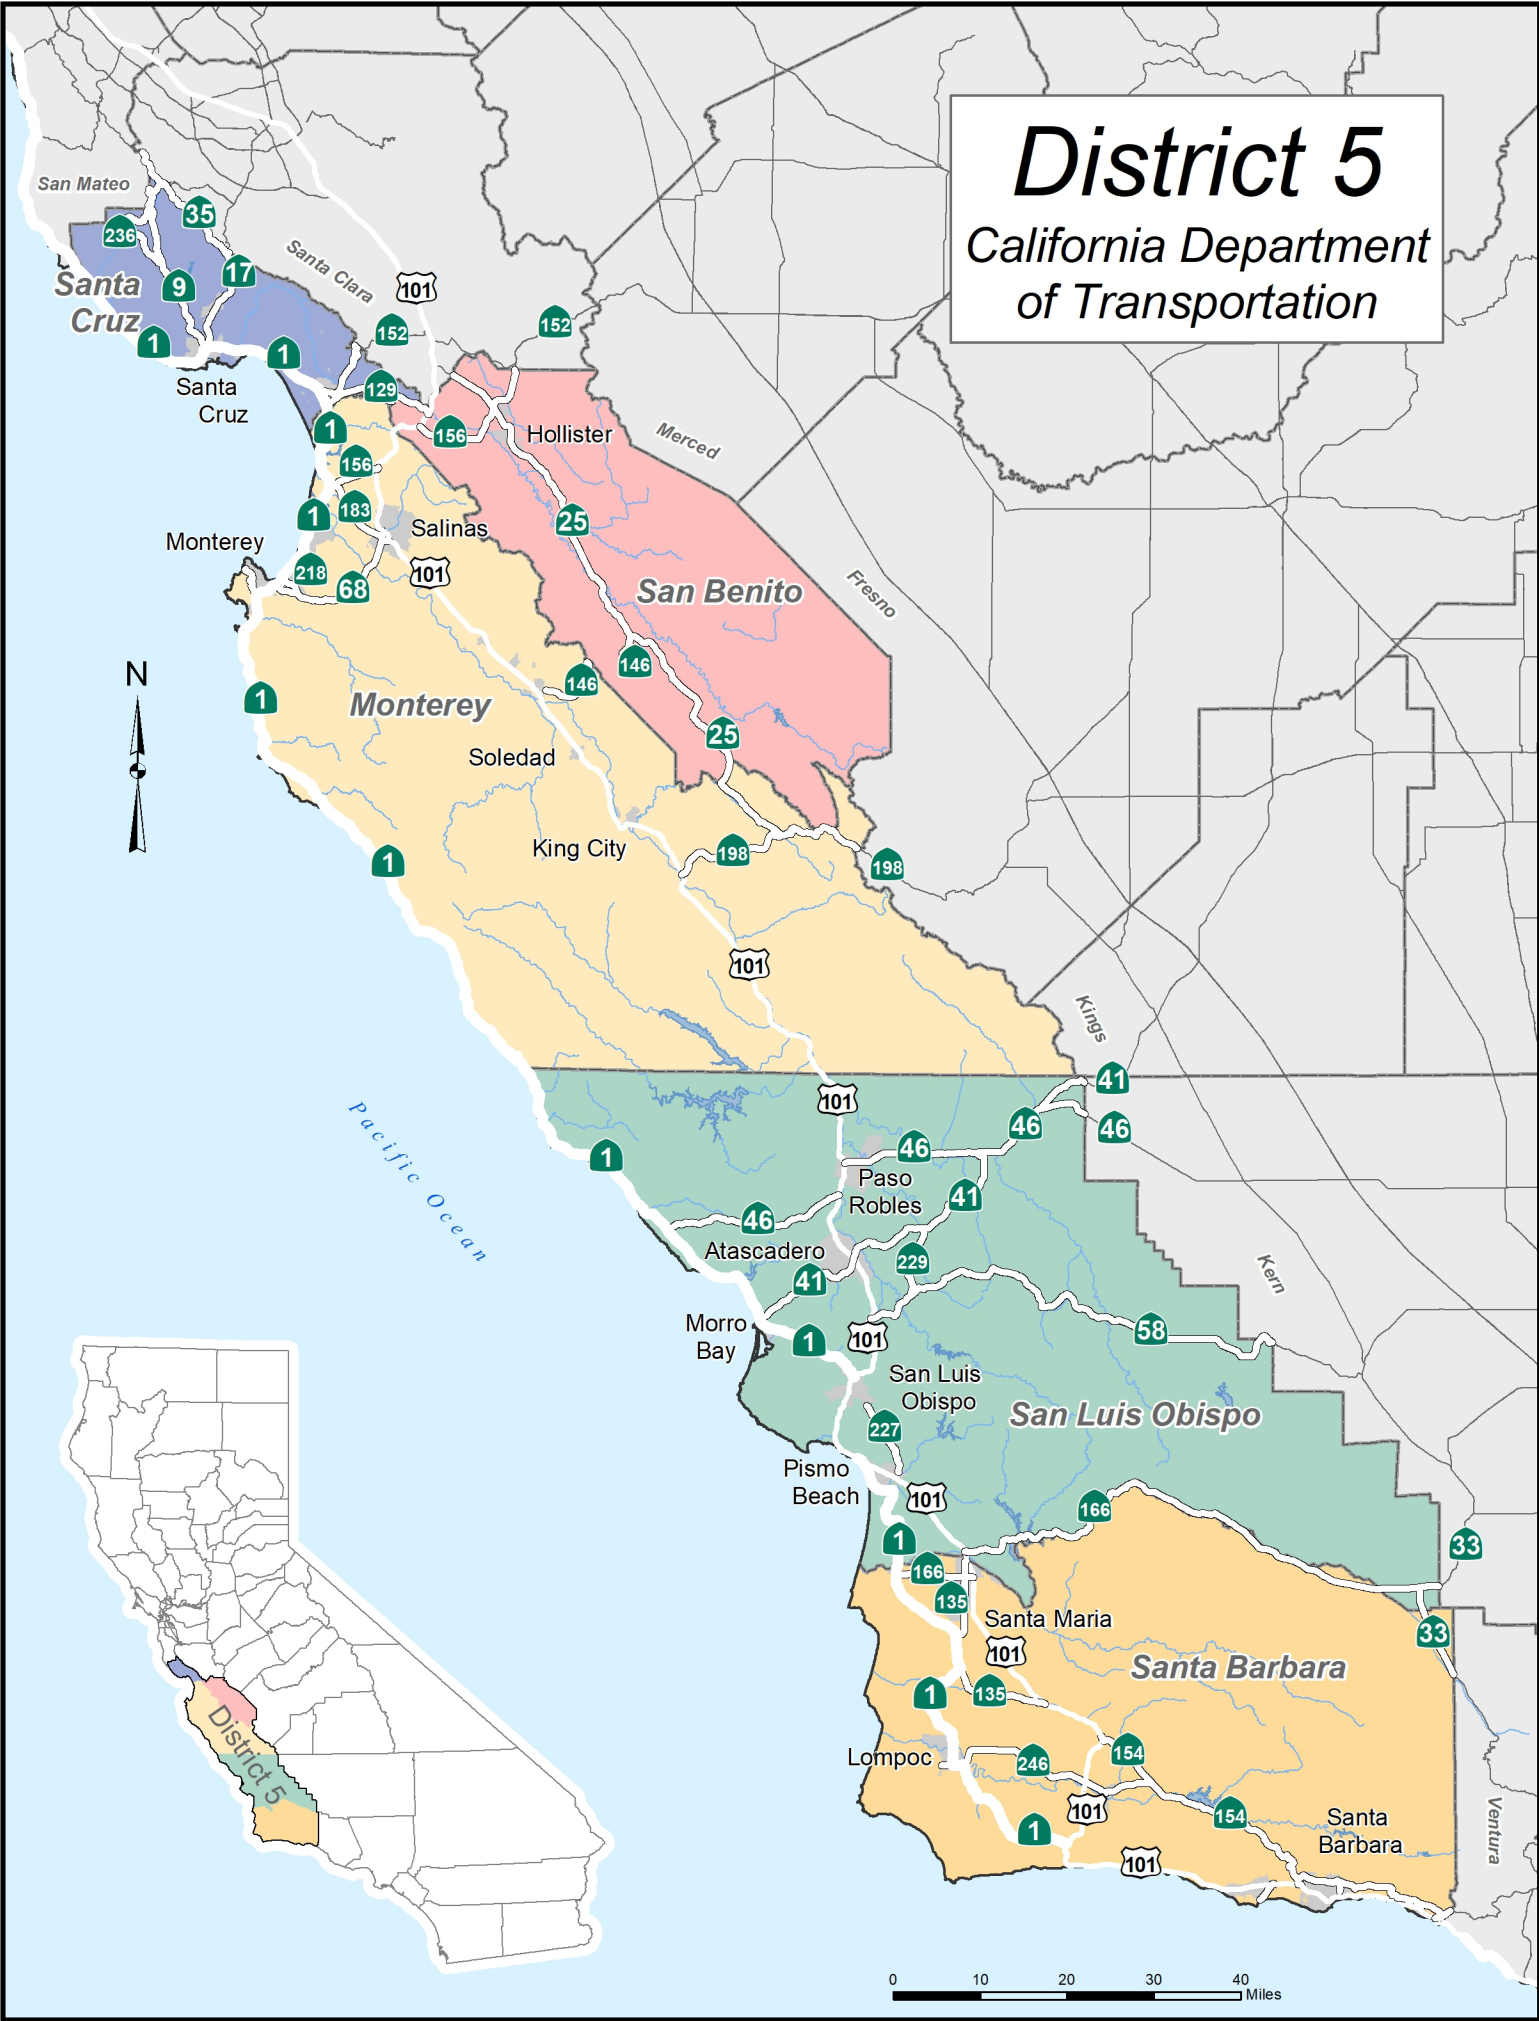 District 5
California Department
of Transportation
San Mateo
35
236
Santa
Cruz
9
17
Santa Clara
101
152
152
1
1
Santa
Cruz
129
1
156
Hollister
Merced
156
183
1
Salinas
25
Monterey
218
68
101
San Benito
Fresno
N
146
146
1
Monterey
25
Soledad
King City
198
198
1
101
Kings
41
101
46
46
Pacific Ocean
1
46
Paso
Robles
41
46
Atascadero
229
41
Kern
Morro
Bay
1
101
58
San Luis
Obispo
San Luis Obispo
227
Pismo
Beach
101
166
1
33
166
135
Santa Maria
33
101
Santa Barbara
1
135
District 5
Lompoc
246
154
101
154
Santa
Barbara
Ventura
1
101
0 10 20 30 40
Miles